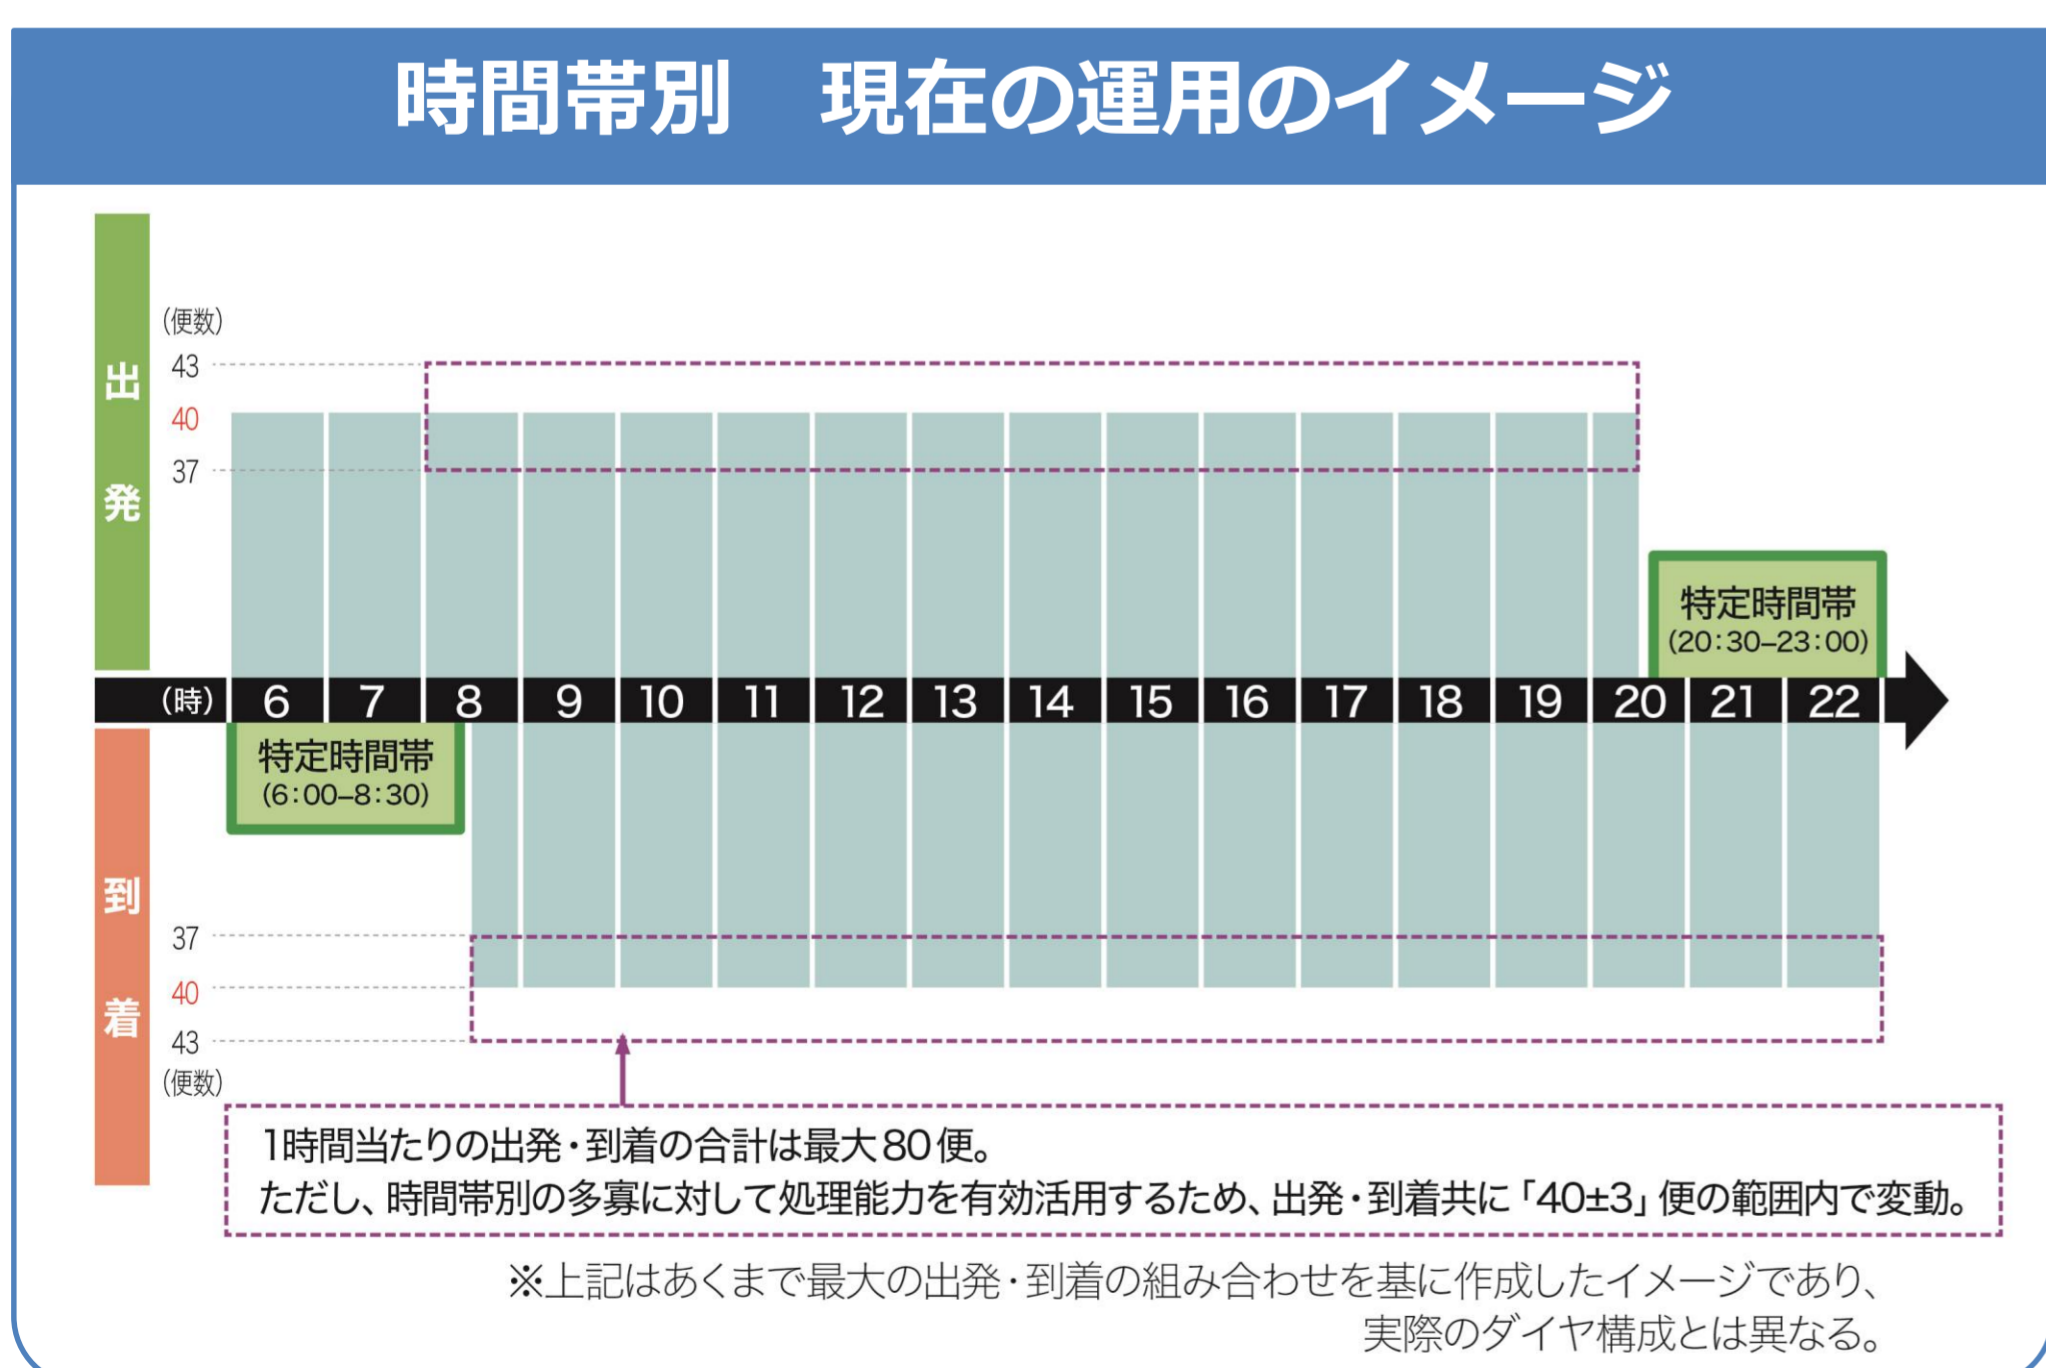 時間帯別　現在の運用のイメージ
出発
(便数)
43
40
37
特定時間帯
(20:30–23:00)
(時) 6 7 8 9 10 11 12 13 14 15 16 17 18 19 20 21 22
特定時間帯
(6:00–8:30)
到着
37
40
43
(便数)
1時間当たりの出発・到着の合計は最大80便。
ただし、時間帯別の多寡に対して処理能力を有効活用するため、出発・到着共に「40±3」便の範囲内で変動。
※上記はあくまで最大の出発・到着の組み合わせを基に作成したイメージであり、
実際のダイヤ構成とは異なる。